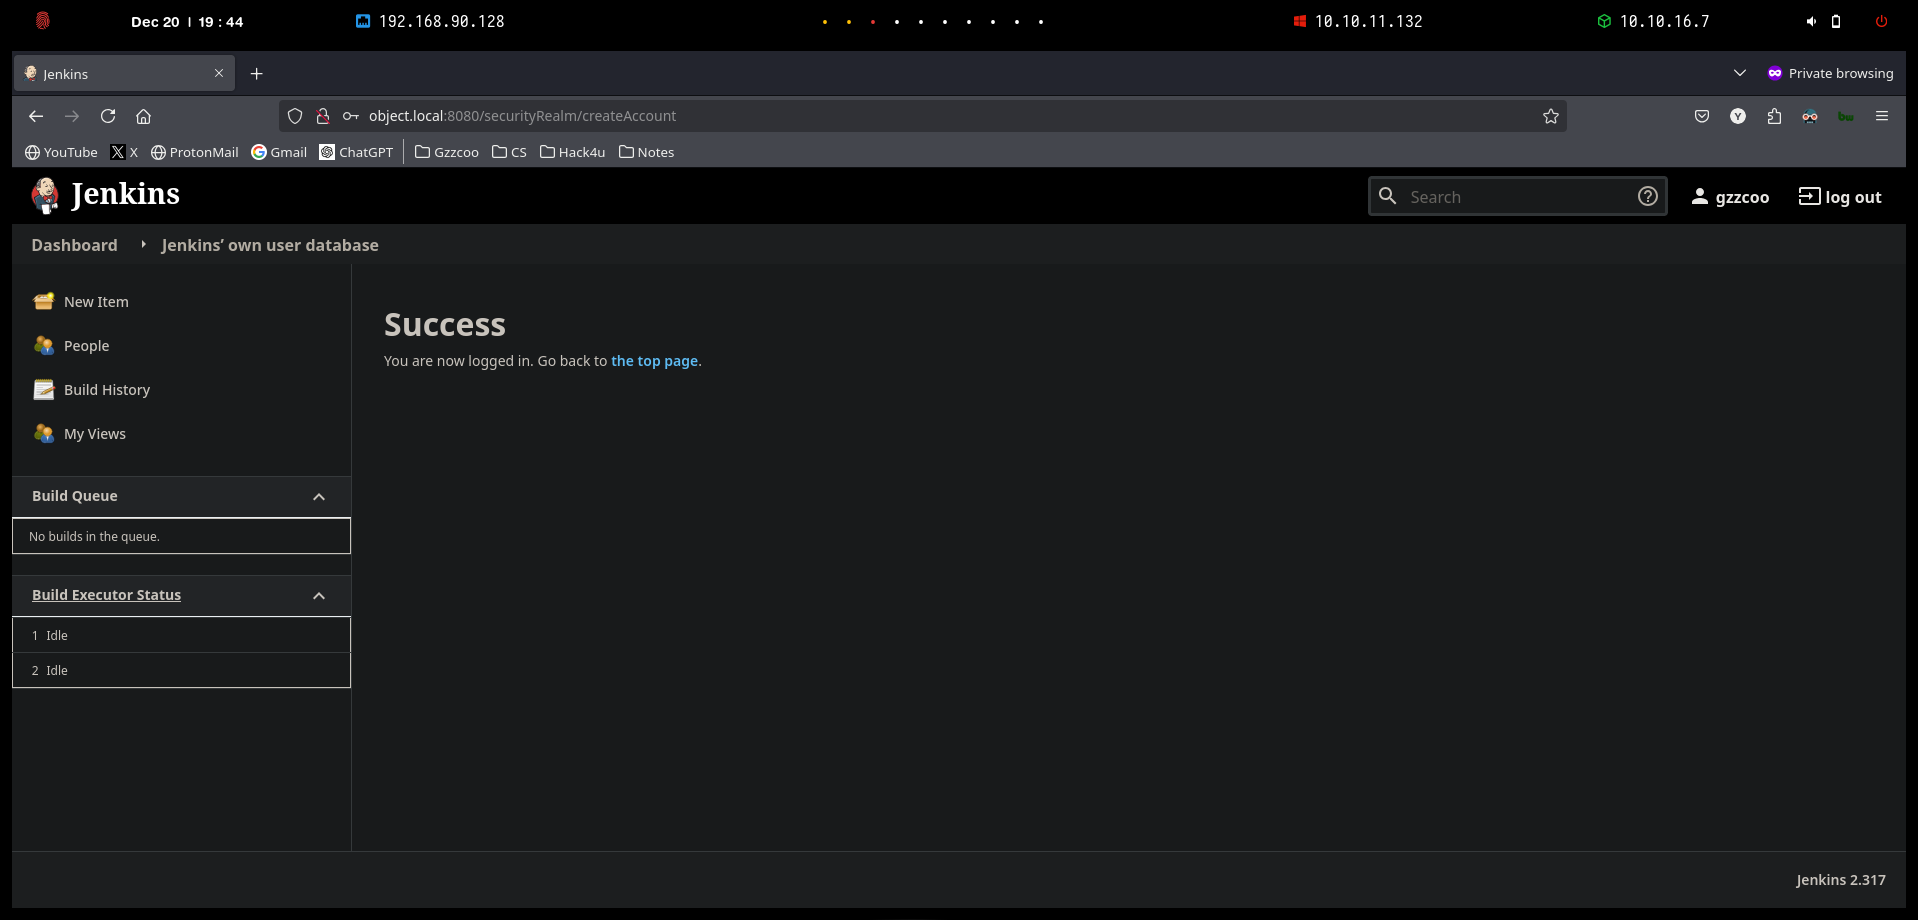 Dec 20 | 19 : 44 192.168.90.128 10.10.11.132 10.10.16.7
Jenkins Private browsing
object.local:8080/securityRealm/createAccount
YouTube X ProtonMail Gmail ChatGPT Gzzcoo CS Hack4u Notes
Jenkins Search gzzcoo log out
Dashboard Jenkins’ own user database
New Item
People
Build History
My Views
Build Queue
No builds in the queue.
Build Executor Status
1 Idle
2 Idle
Success
You are now logged in. Go back to the top page.
Jenkins 2.317